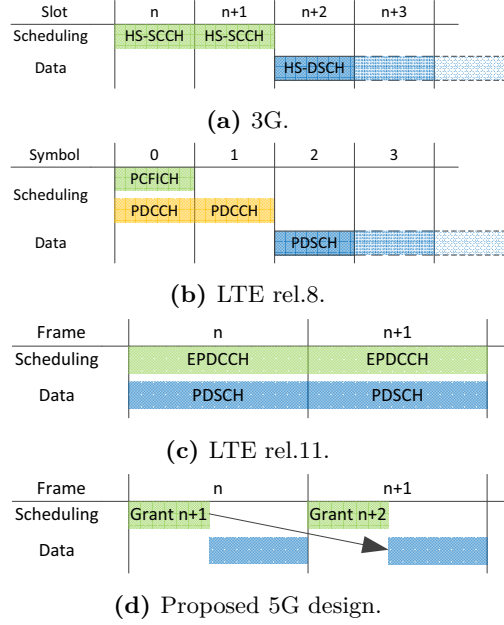 Slot n n+1 n+2 n+3
Scheduling HS-SCCH HS-SCCH
Data HS-DSCH
(a) 3G.
Symbol 0 1 2 3
PCFICH
Scheduling
PDCCH PDCCH
Data PDSCH
(b) LTE rel.8.
Frame n n+1
Scheduling EPDCCH EPDCCH
Data PDSCH PDSCH
(c) LTE rel.11.
Frame n n+1
Scheduling Grant n+1 Grant n+2
Data
(d) Proposed 5G design.